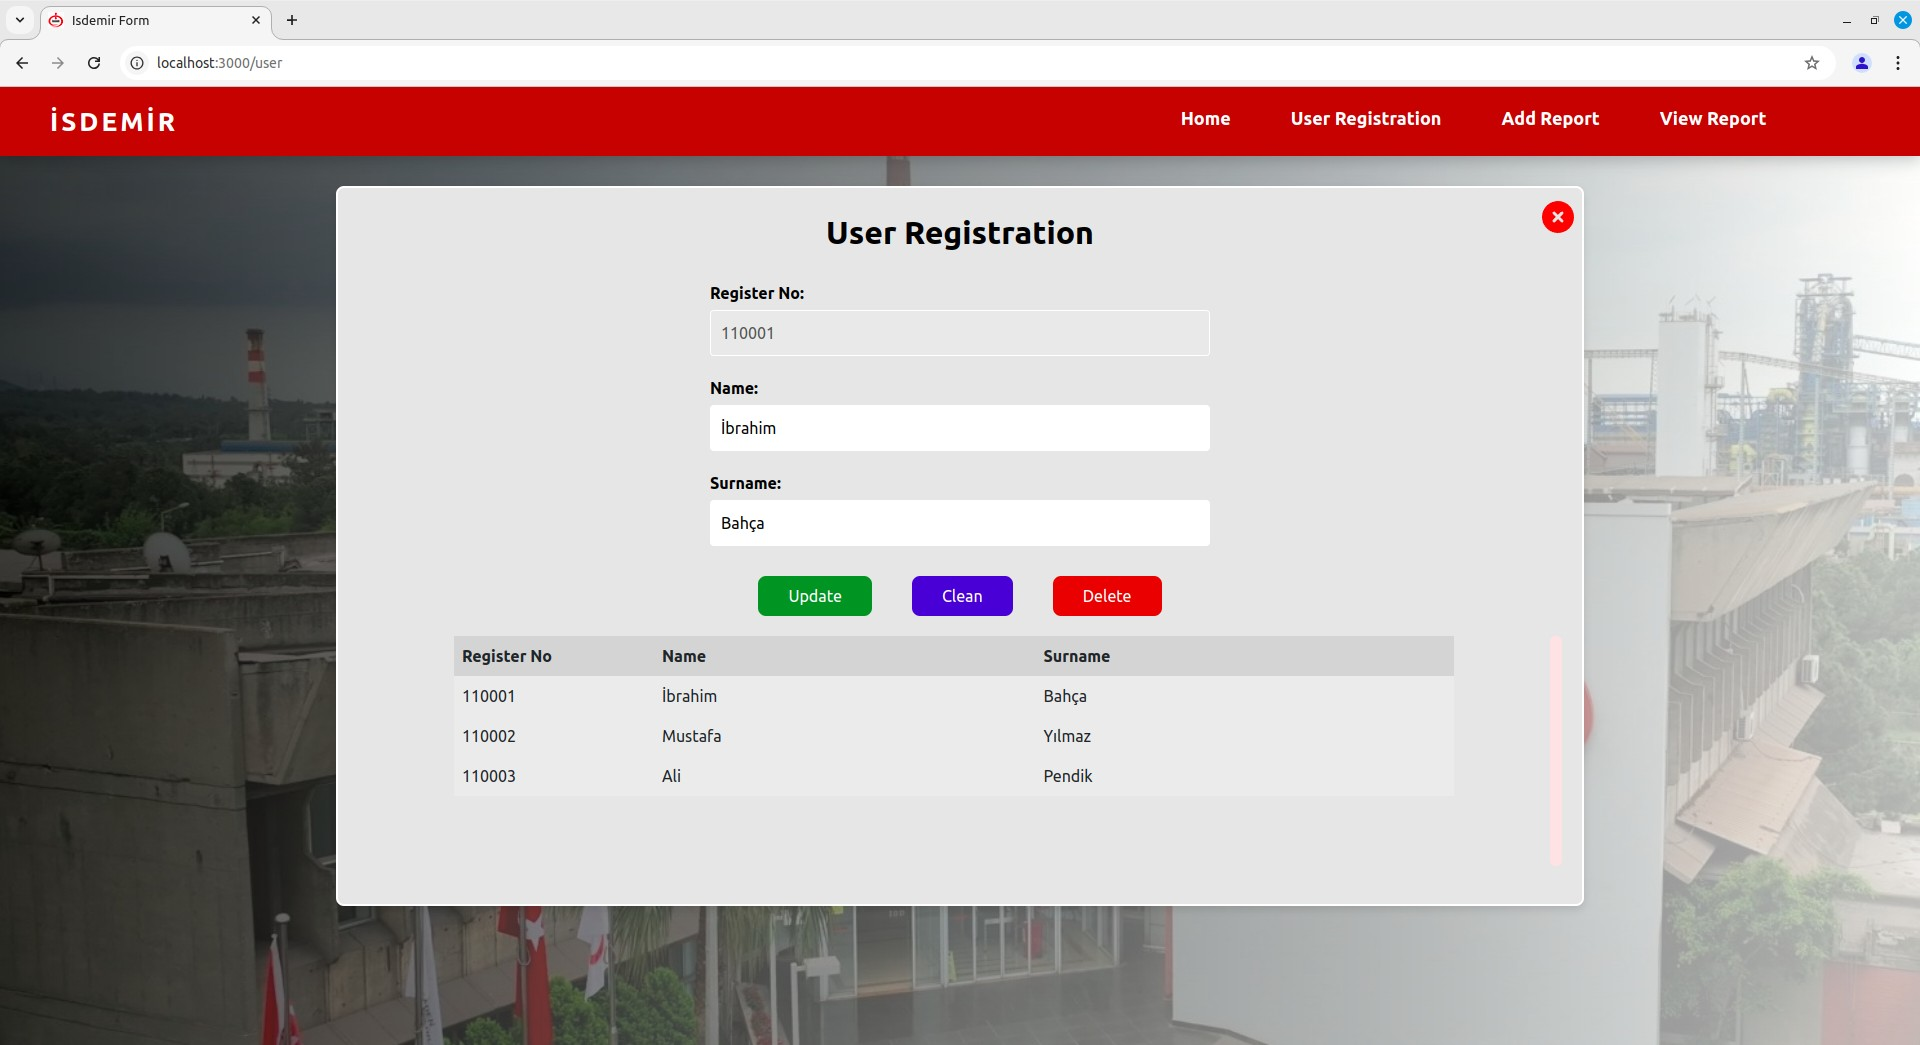 Isdemir Form
localhost:3000/user
İSDEMİR
Home User Registration Add Report View Report
User Registration
Register No:
110001
Name:
İbrahim
Surname:
Bahça
Update Clean Delete
Register No Name Surname
110001 İbrahim Bahça
110002 Mustafa Yılmaz
110003 Ali Pendik